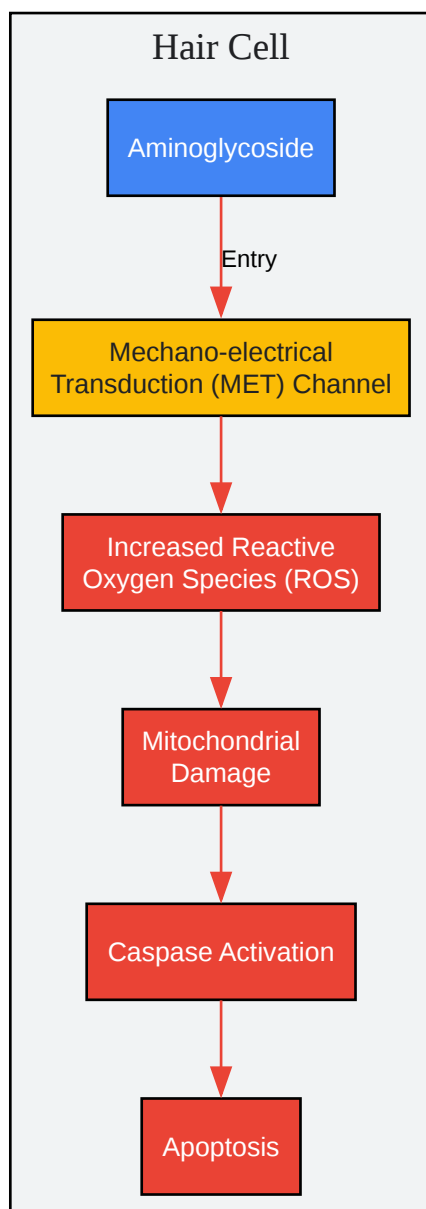 Hair Cell
Aminoglycoside
Entry
Mechano-electrical
Transduction (MET) Channel
Increased Reactive
Oxygen Species (ROS)
Mitochondrial
Damage
Caspase Activation
Apoptosis